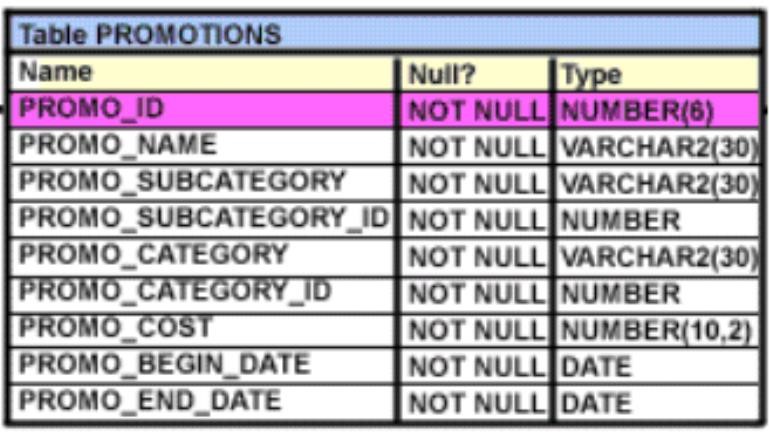 Table PROMOTIONS
Name Null? Type
PROMO_ID NOT NULL NUMBER(6)
PROMO_NAME NOT NULL VARCHAR2(30)
PROMO_SUBCATEGORY NOT NULL VARCHAR2(30)
PROMO_SUBCATEGORY_ID NOT NULL NUMBER
PROMO_CATEGORY NOT NULL VARCHAR2(30)
PROMO_CATEGORY_ID NOT NULL NUMBER
PROMO_COST NOT NULL NUMBER(10,2)
PROMO_BEGIN_DATE NOT NULL DATE
PROMO_END_DATE NOT NULL DATE